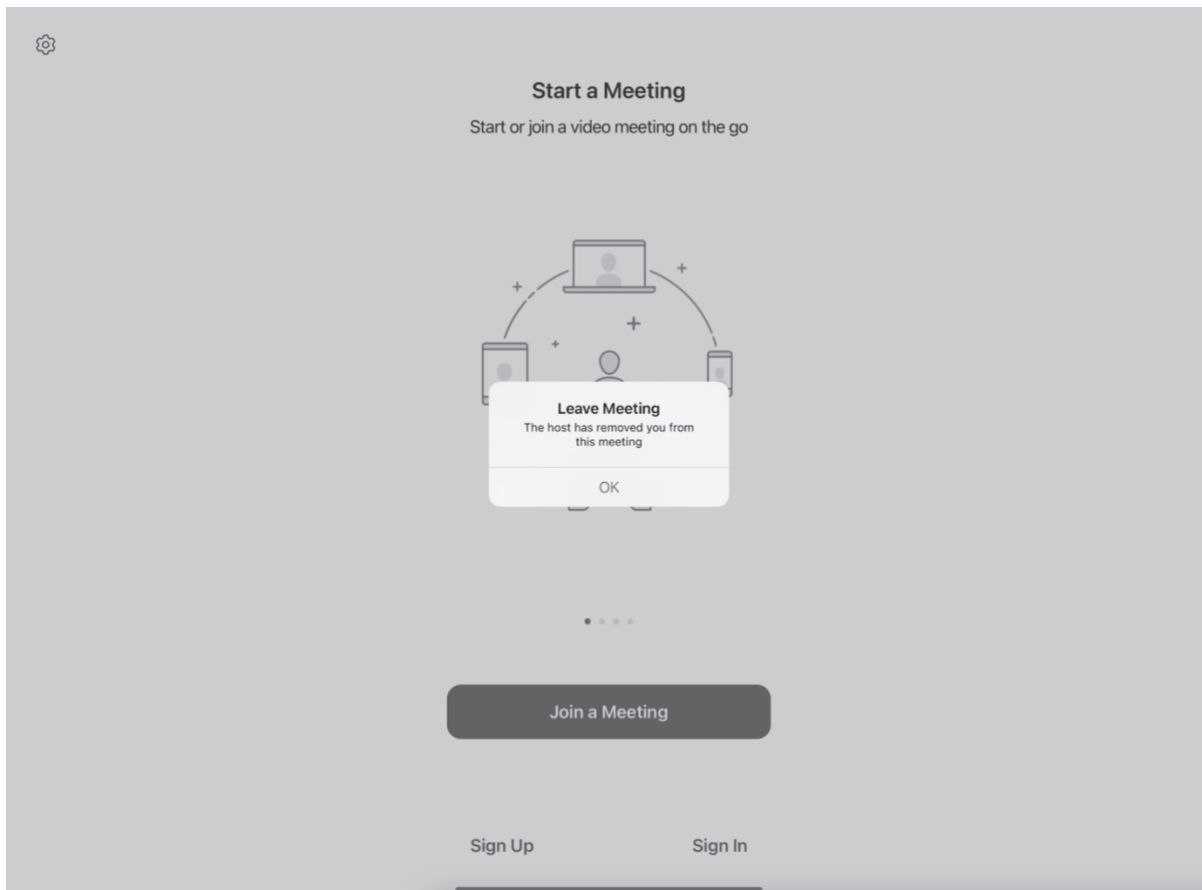 Start a Meeting
Start or join a video meeting on the go
Leave Meeting
The host has removed you from
this meeting
OK
Join a Meeting
Sign Up
Sign In